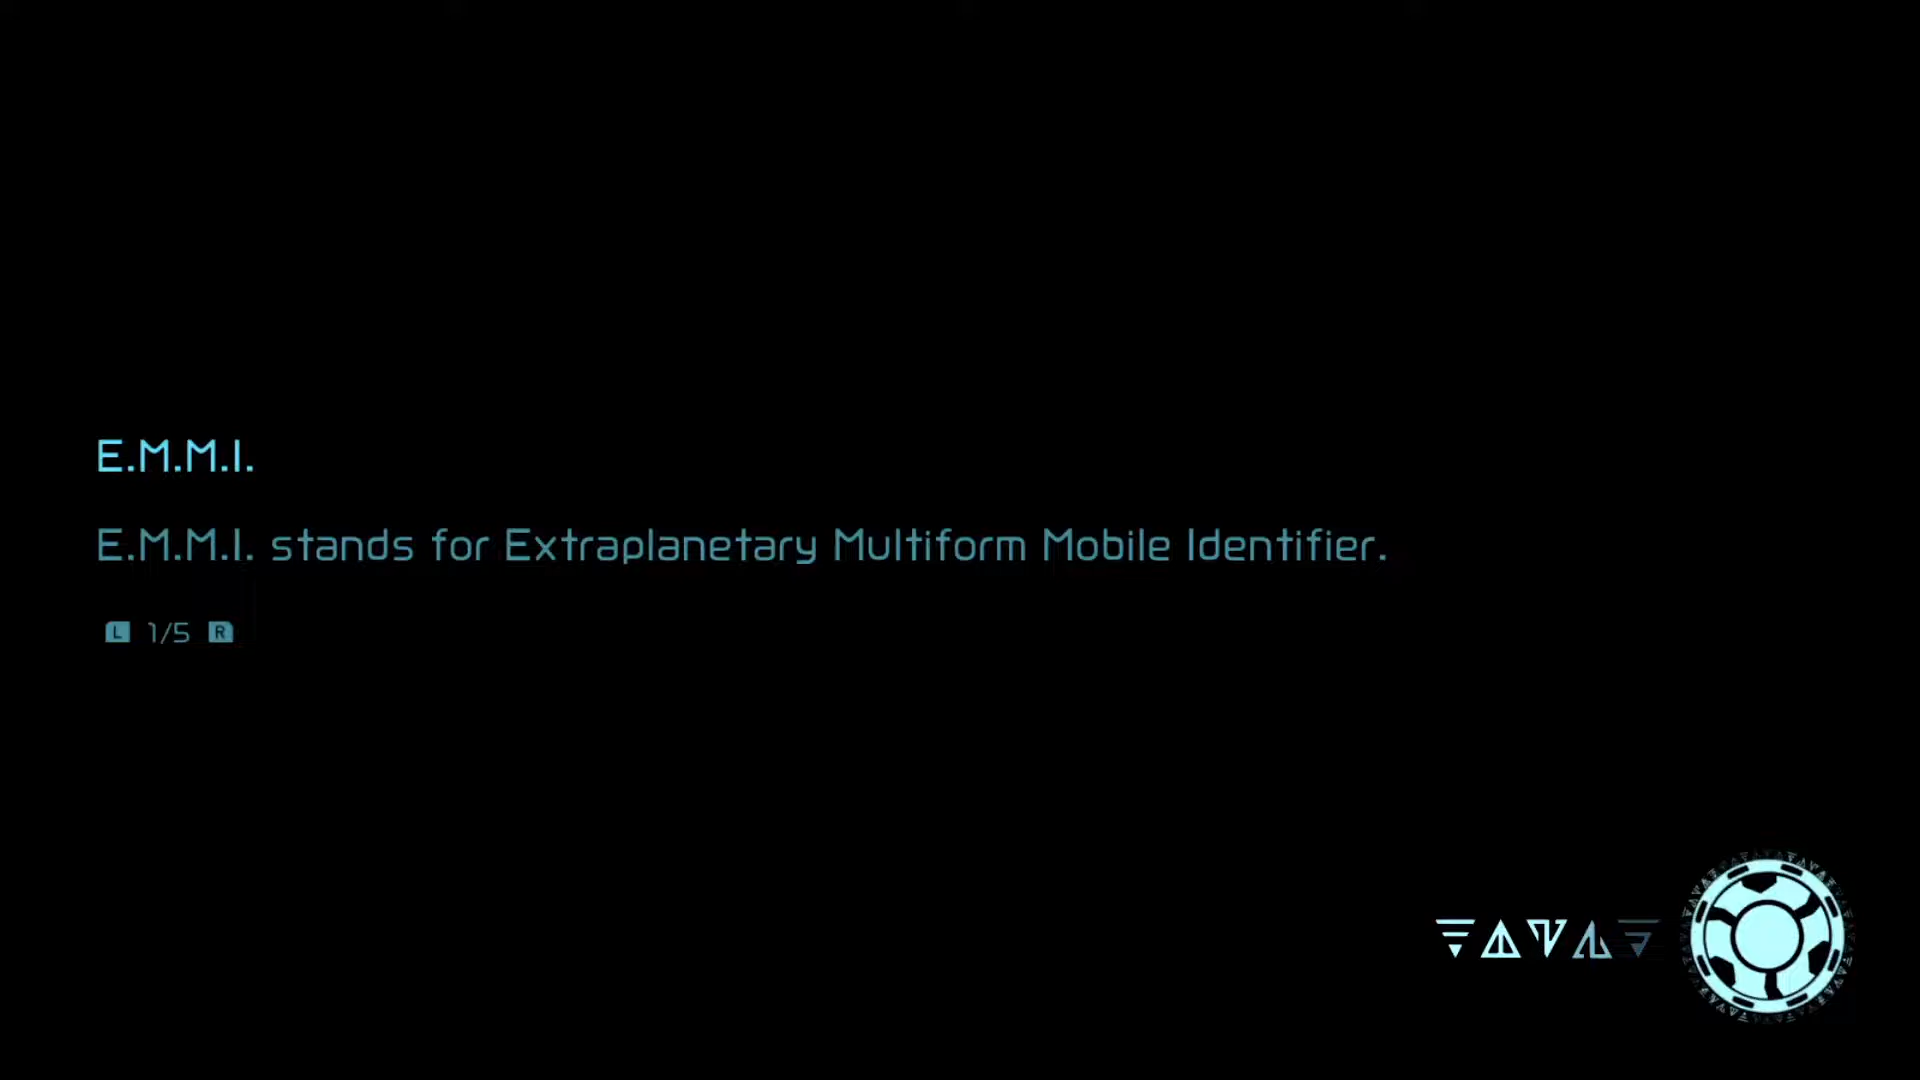 E.M.M.I.
E.M.M.I. stands for Extraplanetary Multiform Mobile Identifier.
L 1/5 R